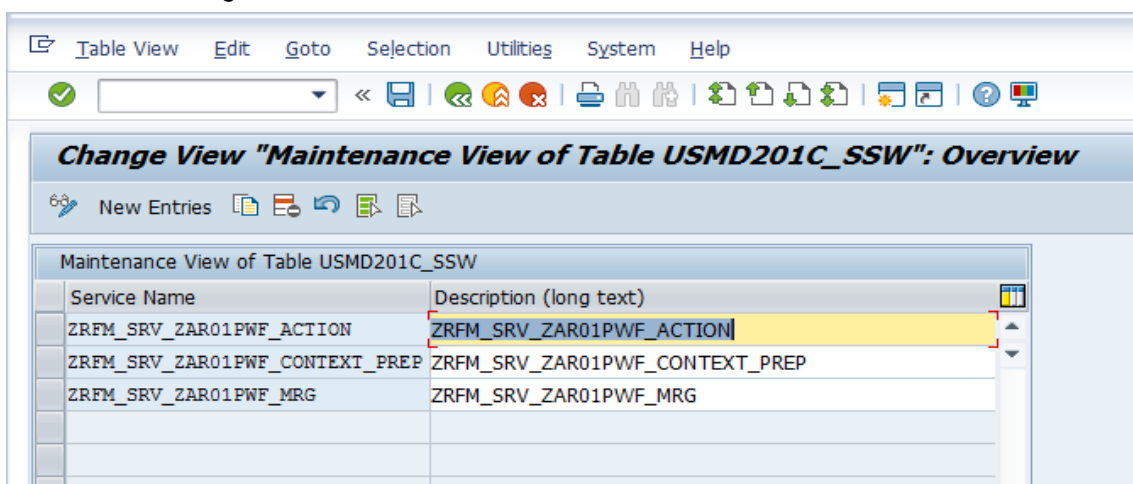 Table View Edit Goto Selection Utilities System Help
Change View "Maintenance View of Table USMD201C_SSW": Overview
New Entries
Maintenance View of Table USMD201C_SSW
Service Name Description (long text)
ZRFM_SRV_ZAR01PWF_ACTION ZRFM_SRV_ZAR01PWF_ACTION
ZRFM_SRV_ZAR01PWF_CONTEXT_PREP ZRFM_SRV_ZAR01PWF_CONTEXT_PREP
ZRFM_SRV_ZAR01PWF_MRG ZRFM_SRV_ZAR01PWF_MRG